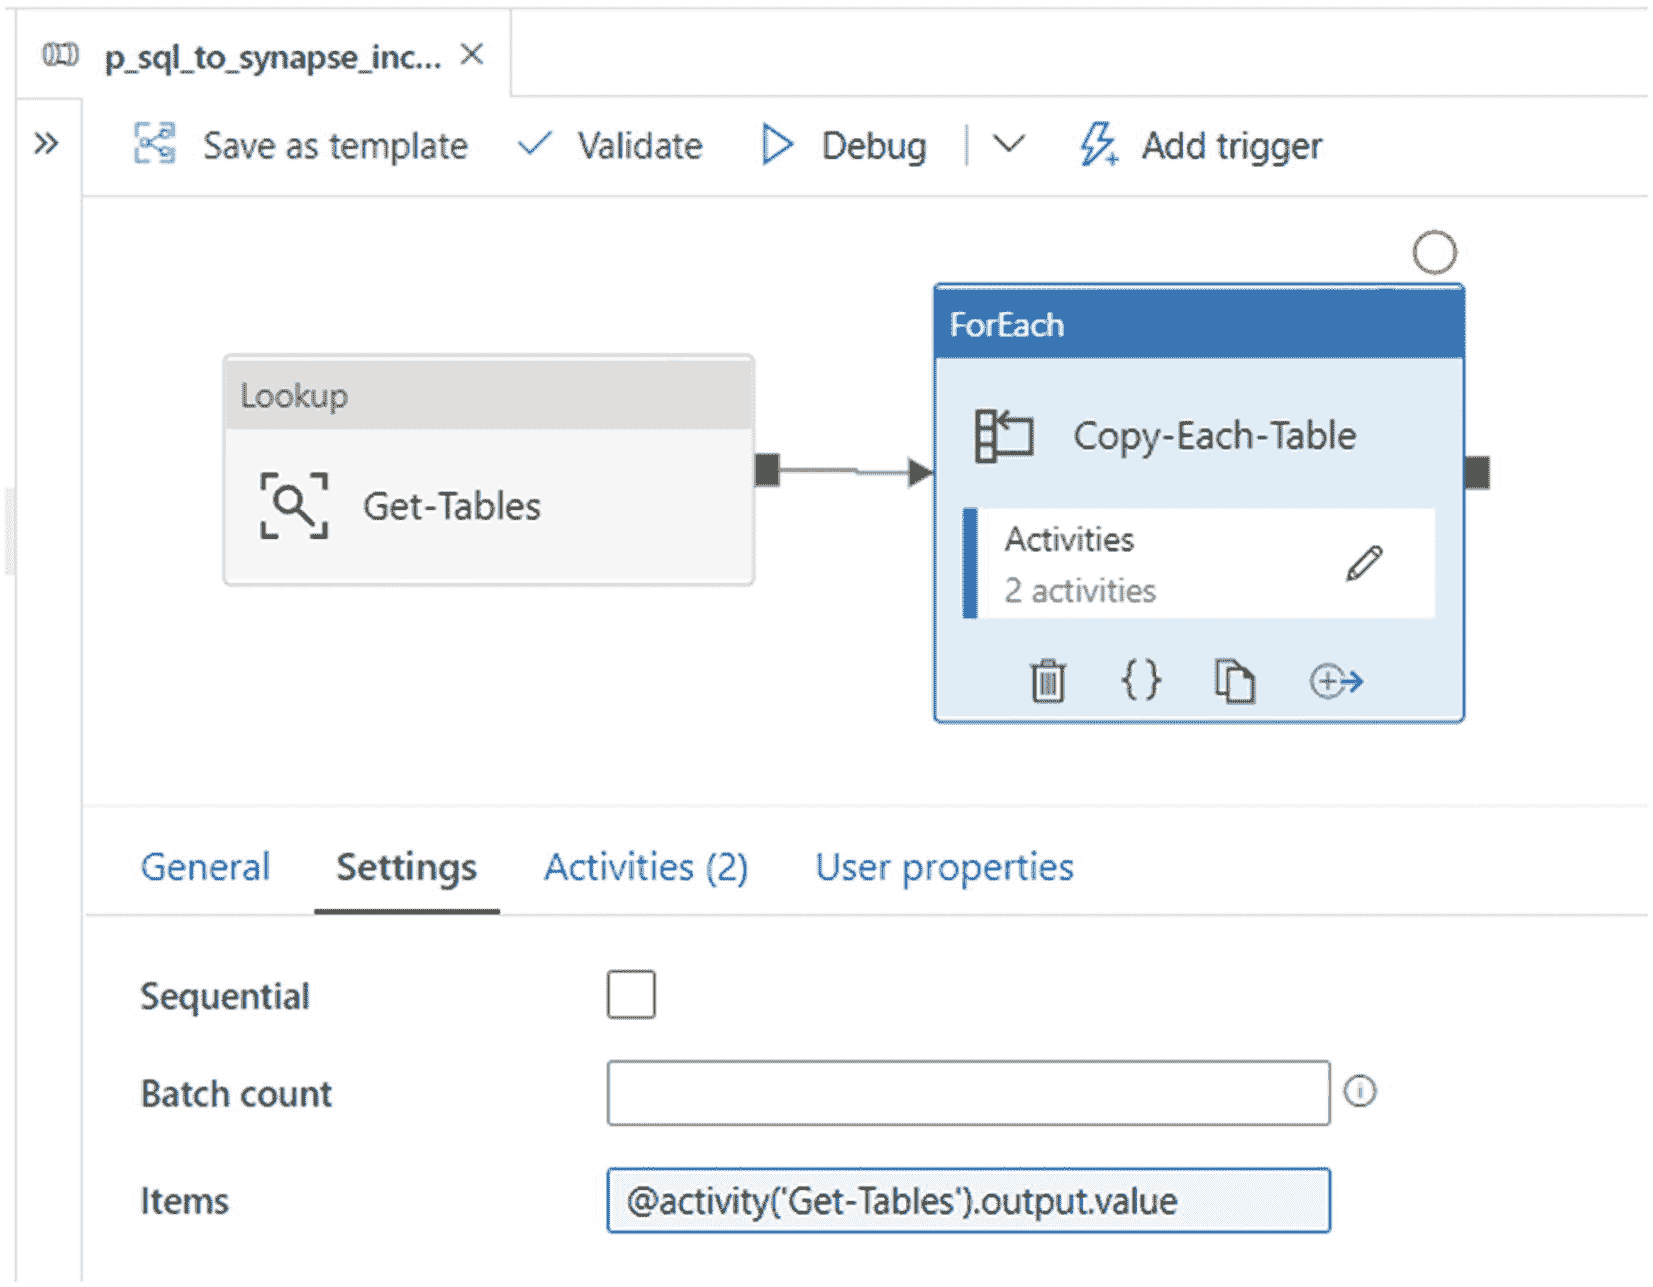 p_sql_to_synapse_inc...
Save as template Validate Debug Add trigger
ForEach
Lookup
Copy-Each-Table
Get-Tables
Activities
2 activities
General Settings Activities (2) User properties
Sequential
Batch count
Items @activity('Get-Tables').output.value